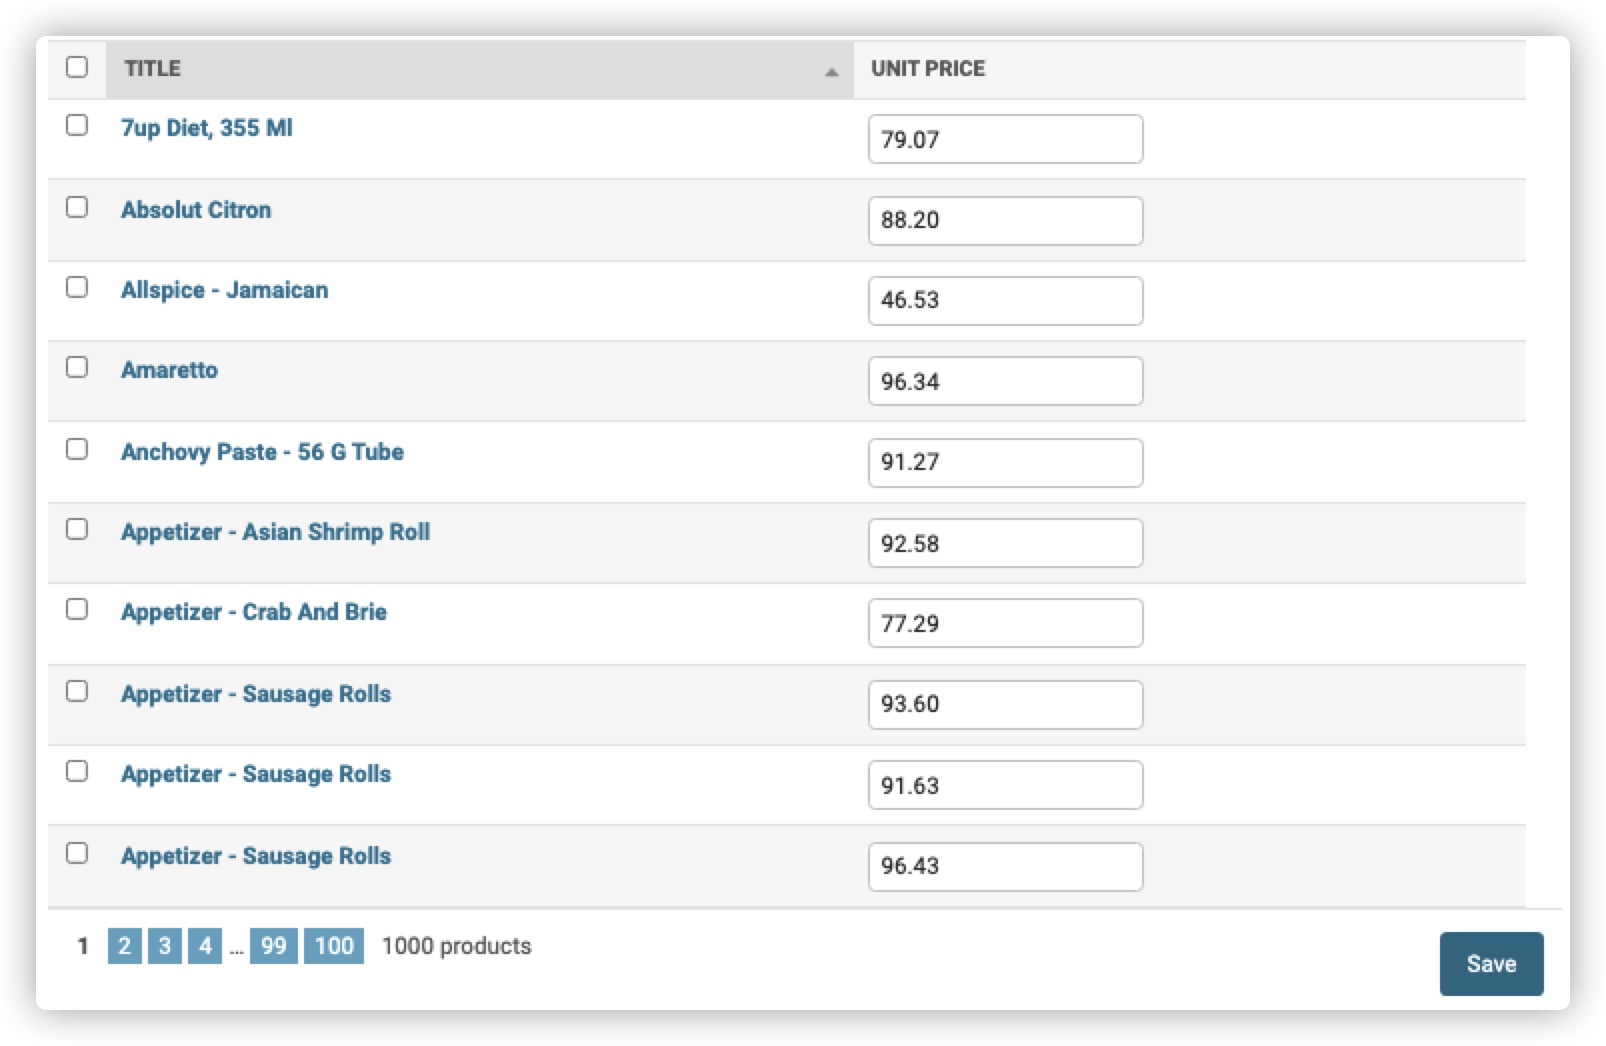 TITLE UNIT PRICE
7up Diet, 355 Ml 79.07
Absolut Citron 88.20
Allspice - Jamaican 46.53
Amaretto 96.34
Anchovy Paste - 56 G Tube 91.27
Appetizer - Asian Shrimp Roll 92.58
Appetizer - Crab And Brie 77.29
Appetizer - Sausage Rolls 93.60
Appetizer - Sausage Rolls 91.63
Appetizer - Sausage Rolls 96.43
1 2 3 4 ... 99 100 1000 products
Save